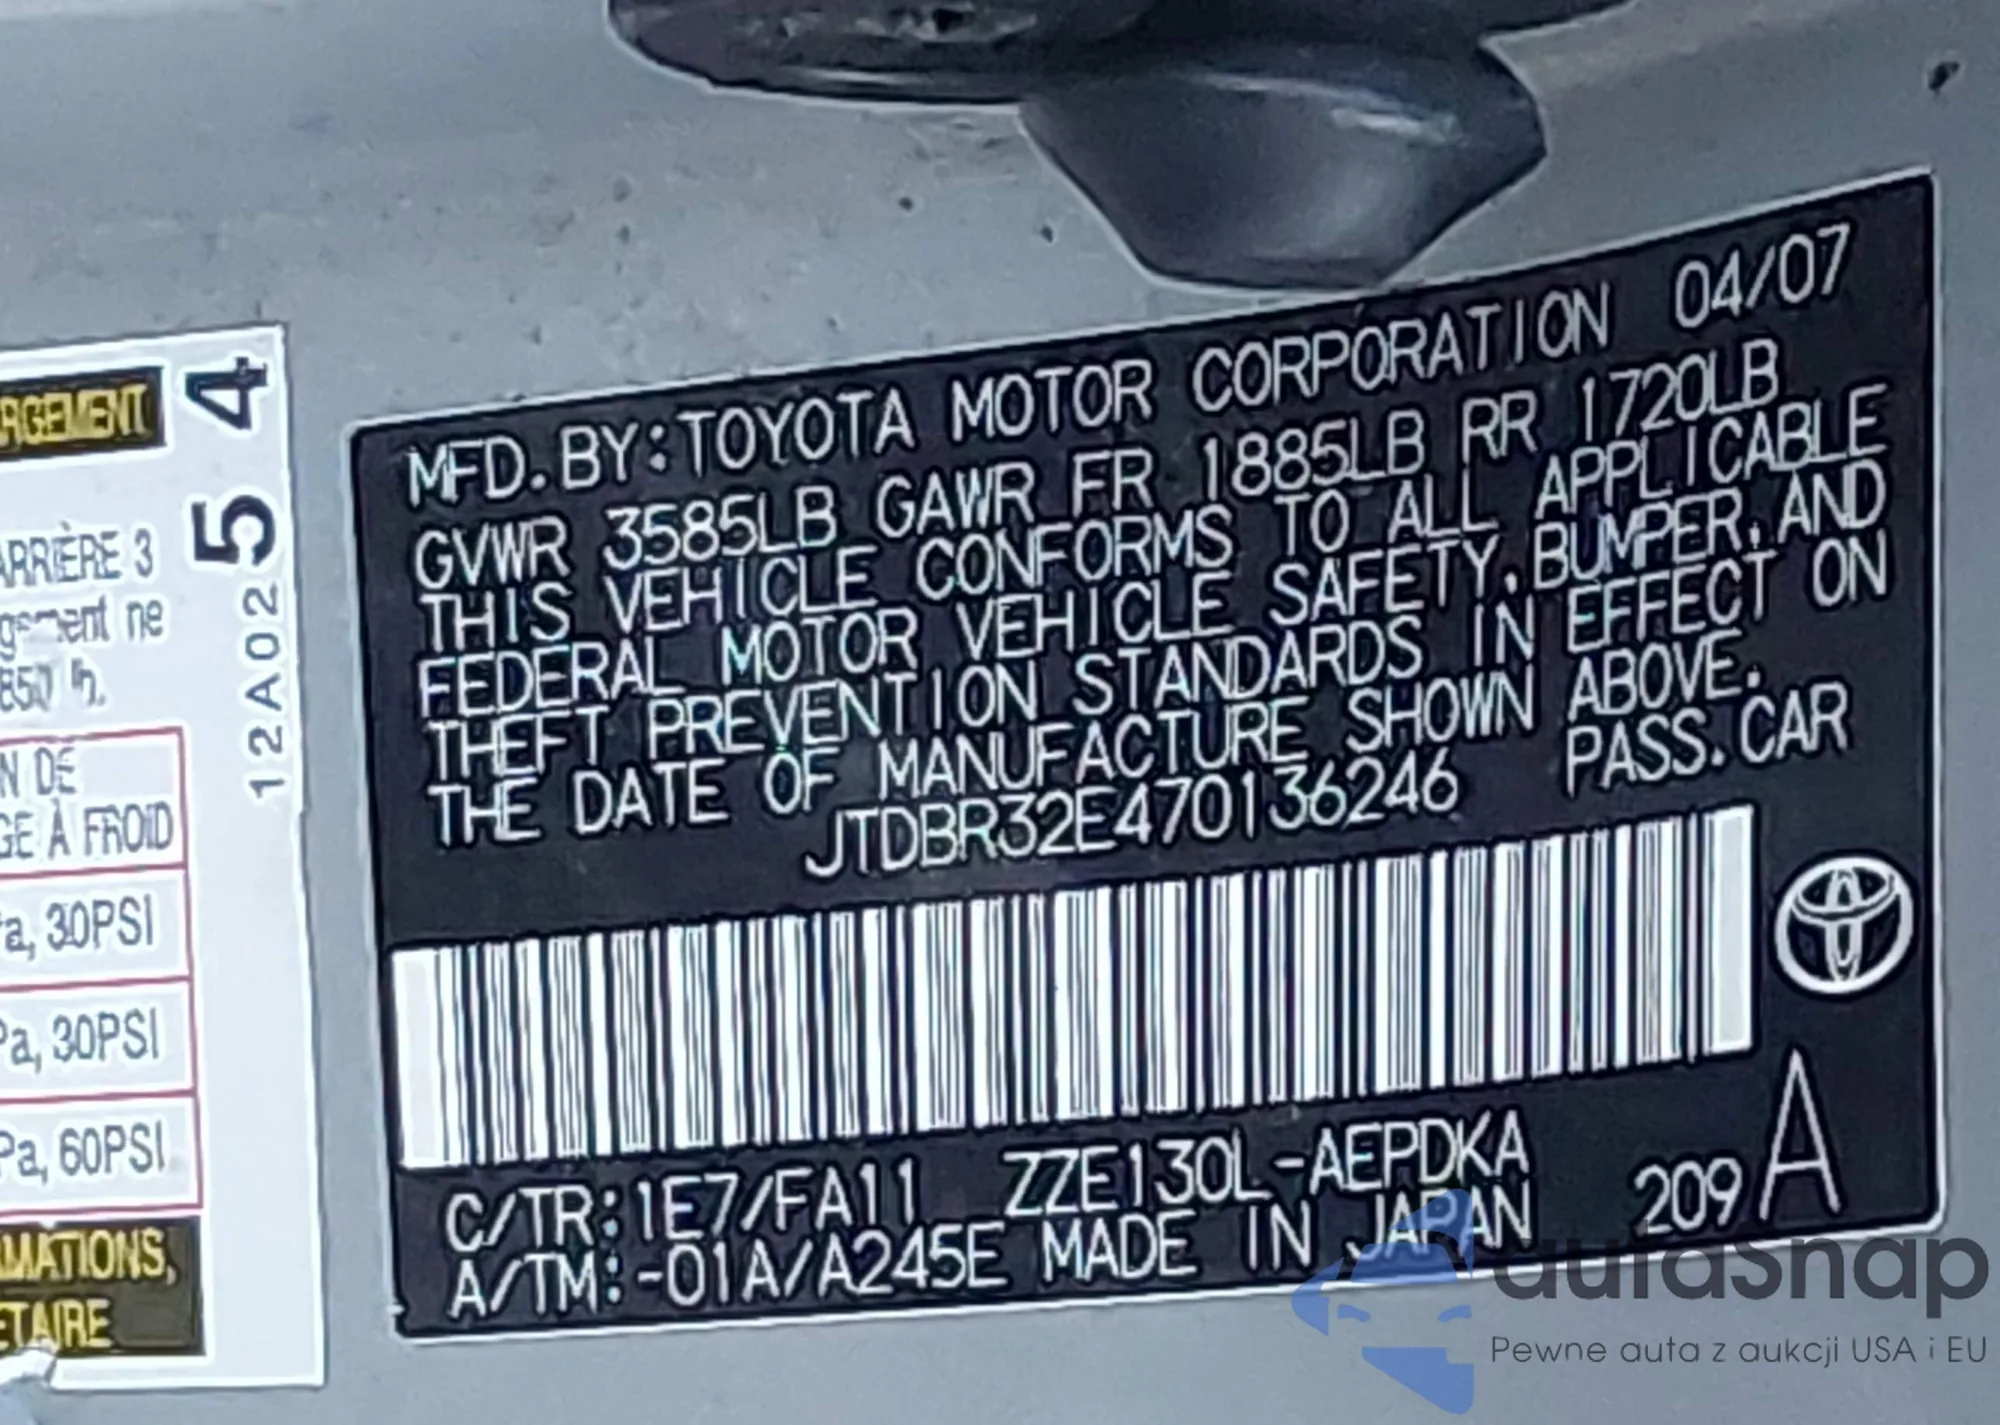 RGEMENT
5 4
ARRIÈRE 3
ne
12A02
N DE
GE À FROID
a, 30PSI
Pa, 30PSI
Pa, 60PSI
MATIONS,
ETAIRE
MFD. BY: TOYOTA MOTOR CORPORATION 04/07
GVWR 3585LB GAWR FR 1885LB RR 1720LB
THIS VEHICLE CONFORMS TO ALL APPLICABLE
FEDERAL MOTOR VEHICLE SAFETY, BUMPER, AND
THEFT PREVENTION STANDARDS IN EFFECT ON
THE DATE OF MANUFACTURE SHOWN ABOVE.
JTDBR32E470136246 PASS. CAR
C/TR: 1E7/FA11 ZZE130L-AEPDKA
A/TM: -01A/A245E MADE IN JAPAN 209 A
autasnap
Pewne auta z aukcji USA i EU